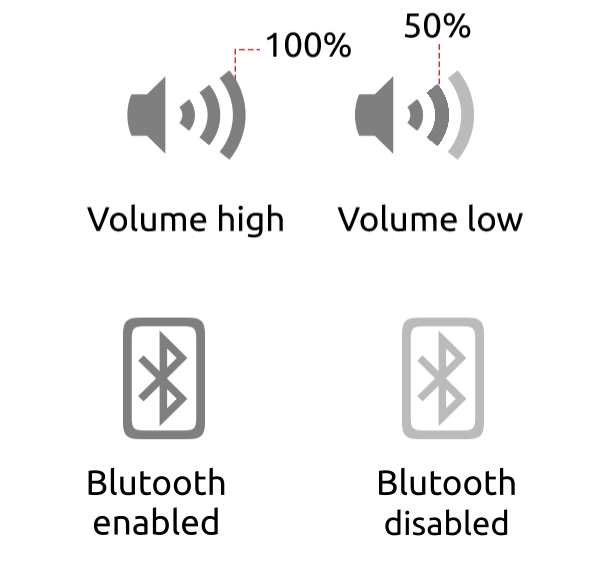 50%
100%
Volume high
Volume low
Blutooth
enabled
Blutooth
disabled